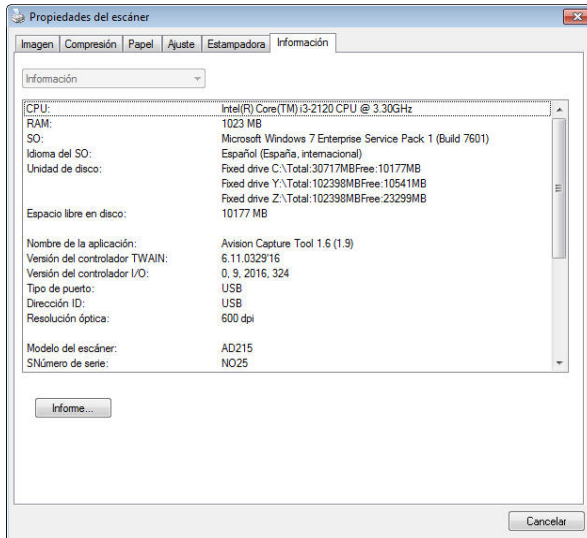 Propiedades del escáner
Imagen Compresión Papel Ajuste Estampadora Información
Información
CPU: Intel(R) Core(TM) i3-2120 CPU @ 3.30GHz
RAM: 1023 MB
SO: Microsoft Windows 7 Enterprise Service Pack 1 (Build 7601)
Idioma del SO: Español (España, internacional)
Unidad de disco: Fixed drive C:\Total:30717MBFree:10177MB
Fixed drive Y:\Total:102398MBFree:10541MB
Fixed drive Z:\Total:102398MBFree:23299MB
Espacio libre en disco: 10177 MB
Nombre de la aplicación: Avision Capture Tool 1.6 (1.9)
Versión del controlador TWAIN: 6.11.0329'16
Versión del controlador I/O: 0, 9, 2016, 324
Tipo de puerto: USB
Dirección ID: USB
Resolución óptica: 600 dpi
Modelo del escáner: AD215
SNúmero de serie: NO25
Informe...
Cancelar